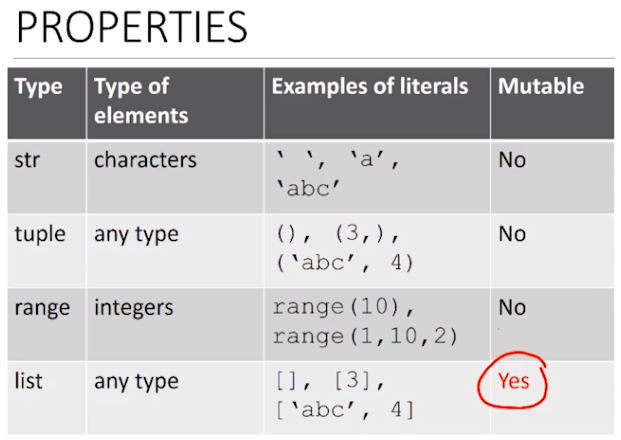 PROPERTIES
Type Type of elements Examples of literals Mutable
str characters ‘ ‘, ‘a’, ‘abc’ No
tuple any type (), (3,), (‘abc’, 4) No
range integers range(10), range(1,10,2) No
list any type [], [3], [‘abc’, 4] Yes